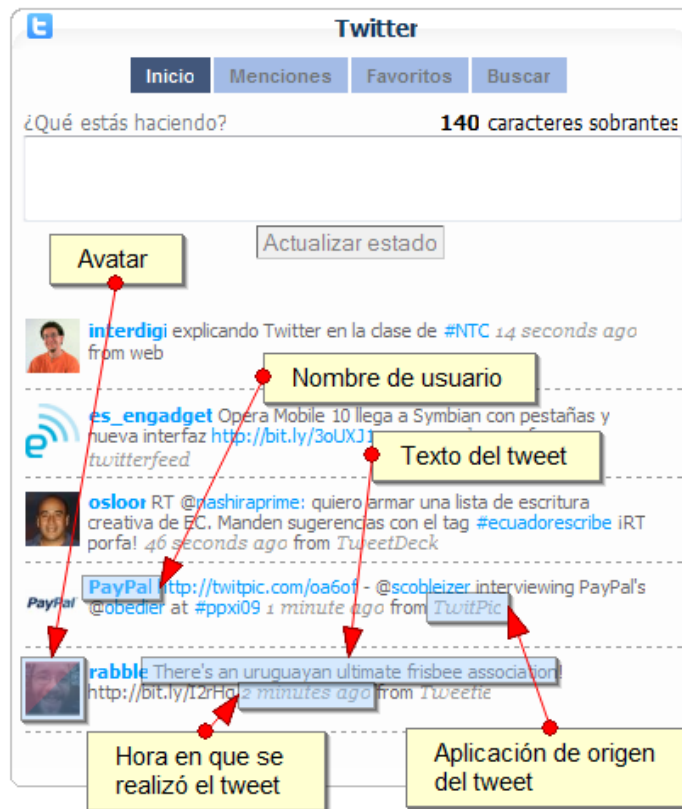 Twitter
Inicio Menciones Favoritos Buscar
¿Qué estás haciendo? 140 caracteres sobrantes
Actualizar estado
Avatar
interdigi explicando Twitter en la clase de #NTC 14 seconds ago
from web
Nombre de usuario
es_engadget Opera Mobile 10 llega a Symbian con pestañas y
nueva interfaz http://bit.ly/3oUXJ1
twitterfeed
Texto del tweet
osloor RT @nashiraprime: quiero armar una lista de escritura
creativa de EC. Manden sugerencias con el tag #ecuadorescribe ¡RT
porfa! 46 seconds ago from TweetDeck
PayPal
PayPal http://twitpic.com/oa6of - @scobleizer interviewing PayPal's
@obedier at #ppxi09 1 minute ago from TwitPic
rabble There's an uruguayan ultimate frisbee association!
http://bit.ly/I2rHq 2 minutes ago from Tweetie
Hora en que se
realizó el tweet
Aplicación de origen
del tweet